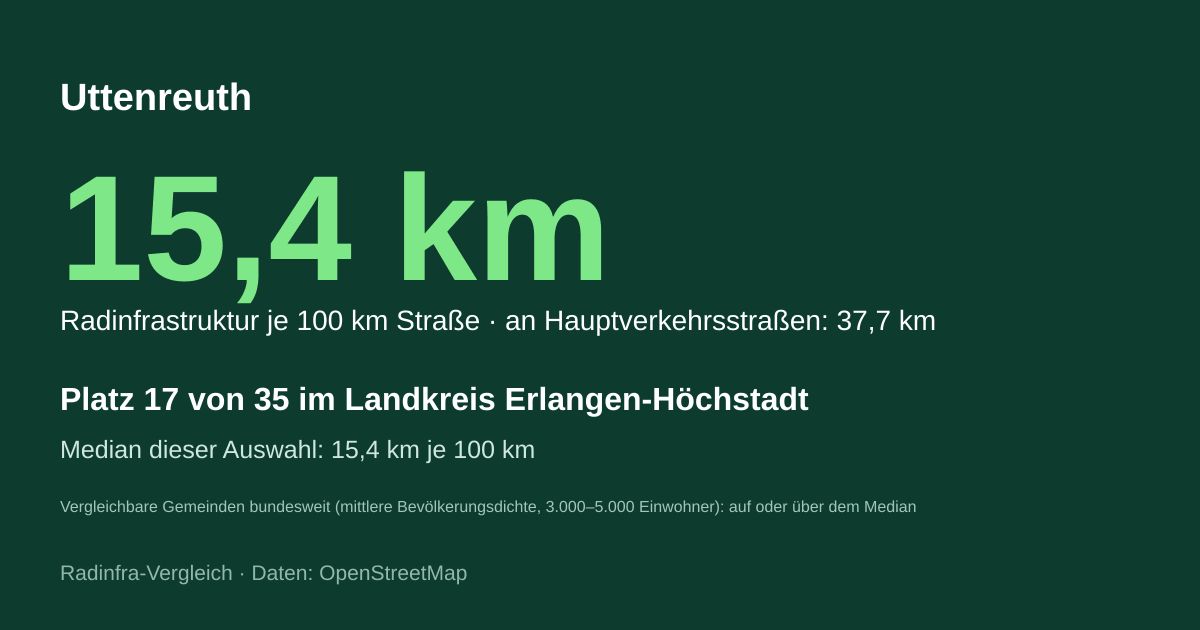 Uttenreuth
15,4 km
Radinfrastruktur je 100 km Straße · an Hauptverkehrsstraßen: 37,7 km
Platz 17 von 35 im Landkreis Erlangen-Höchstadt
Median dieser Auswahl: 15,4 km je 100 km
Vergleichbare Gemeinden bundesweit (mittlere Bevölkerungsdichte, 3.000–5.000 Einwohner): auf oder über dem Median
Radinfra-Vergleich · Daten: OpenStreetMap